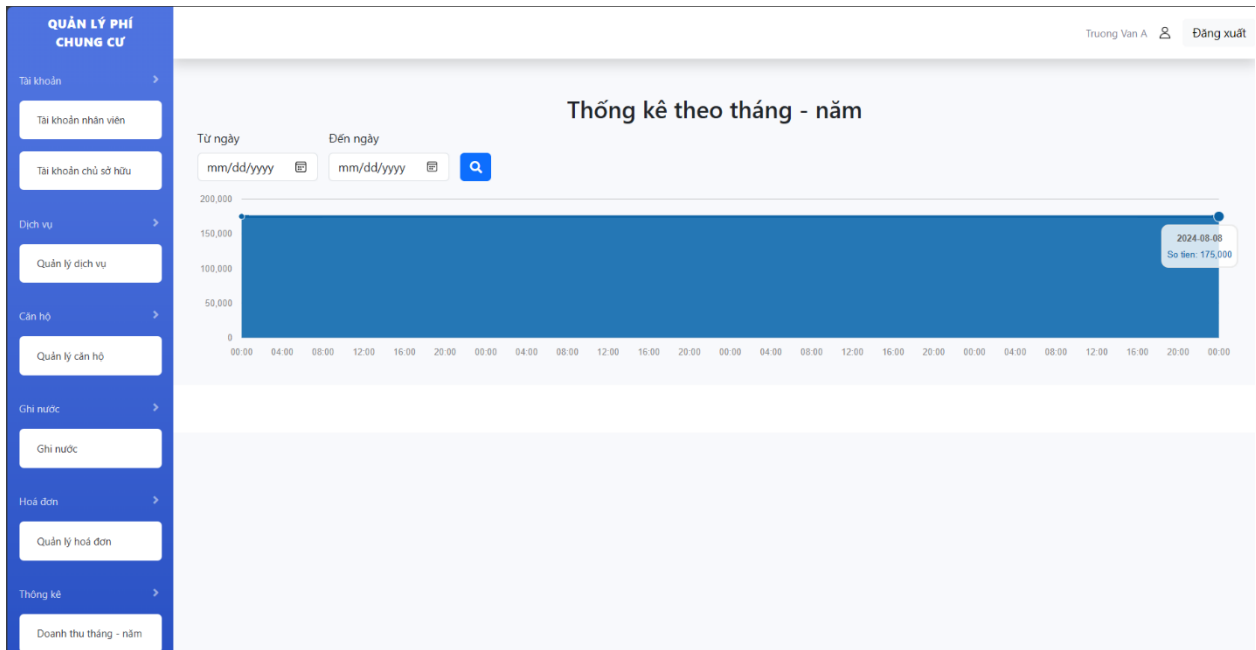 QUẢN LÝ PHÍ
CHUNG CƯ
Truong Van A
Đăng xuất
Tài khoản
Tài khoản nhân viên
Tài khoản chủ sở hữu
Dịch vụ
Quản lý dịch vụ
Căn hộ
Quản lý căn hộ
Ghi nước
Ghi nước
Hoá đơn
Quản lý hoá đơn
Thông kê
Doanh thu tháng - năm
Thống kê theo tháng - năm
Từ ngày
Đến ngày
mm/dd/yyyy
mm/dd/yyyy
200,000
150,000
100,000
50,000
0
2024-08-08
So tien: 175,000
00:00 04:00 08:00 12:00 16:00 20:00 00:00 04:00 08:00 12:00 16:00 20:00 00:00 04:00 08:00 12:00 16:00 20:00 00:00 04:00 08:00 12:00 16:00 20:00 00:00